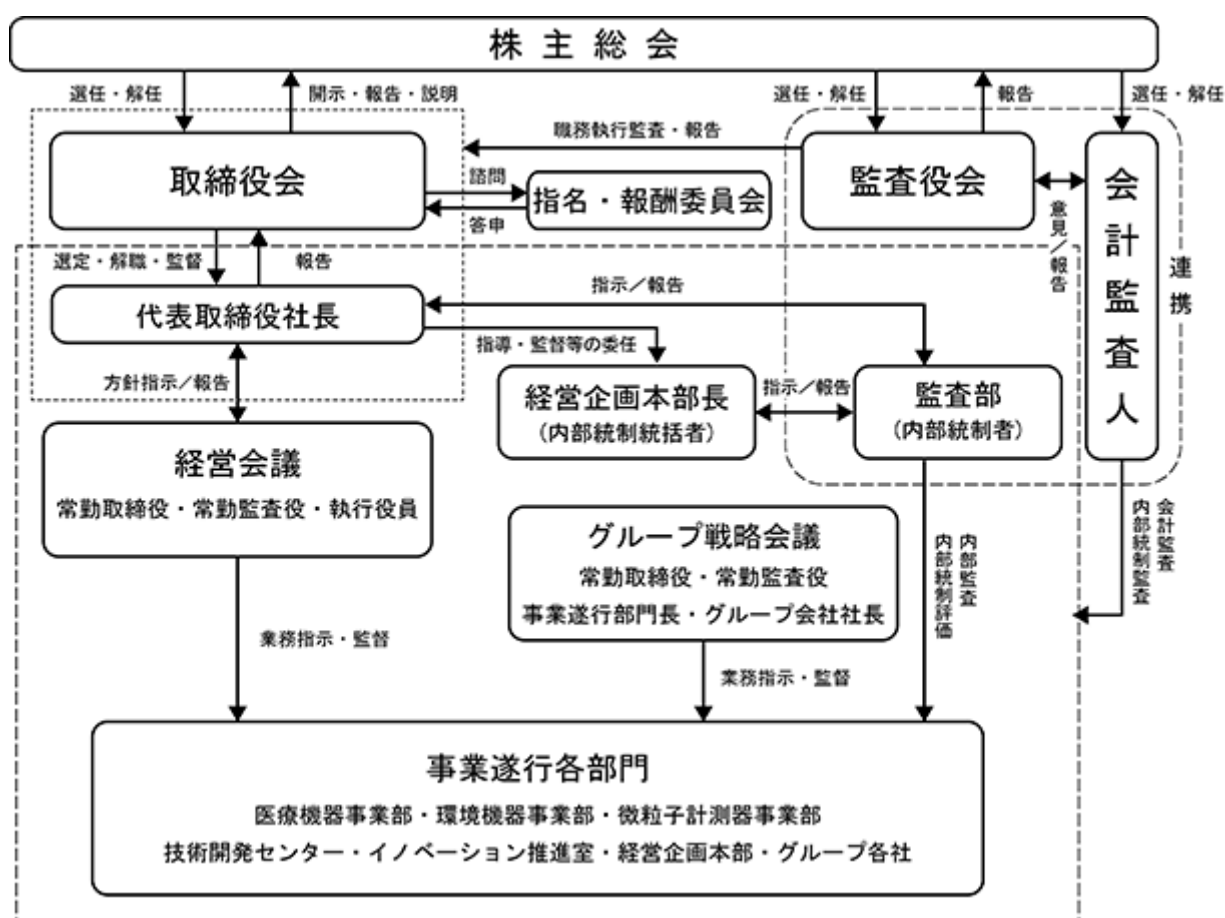 株主総会
選任・解任
開示・報告・説明
選任・解任
報告
選任・解任
職務執行監査・報告
取締役会
諮問
答申
指名・報酬委員会
監査役会
意見／報告
会計監査人
連携
選定・解職・監督
報告
指示／報告
代表取締役社長
指導・監督等の委任
方針指示／報告
経営企画本部長
（内部統制統括者）
指示／報告
監査部
（内部統制者）
経営会議
常勤取締役・常勤監査役・執行役員
グループ戦略会議
常勤取締役・常勤監査役
事業遂行部門長・グループ会社社長
内部監査
内部統制評価
会計監査
内部統制監査
業務指示・監督
業務指示・監督
事業遂行各部門
医療機器事業部・環境機器事業部・微粒子計測器事業部
技術開発センター・イノベーション推進室・経営企画本部・グループ各社